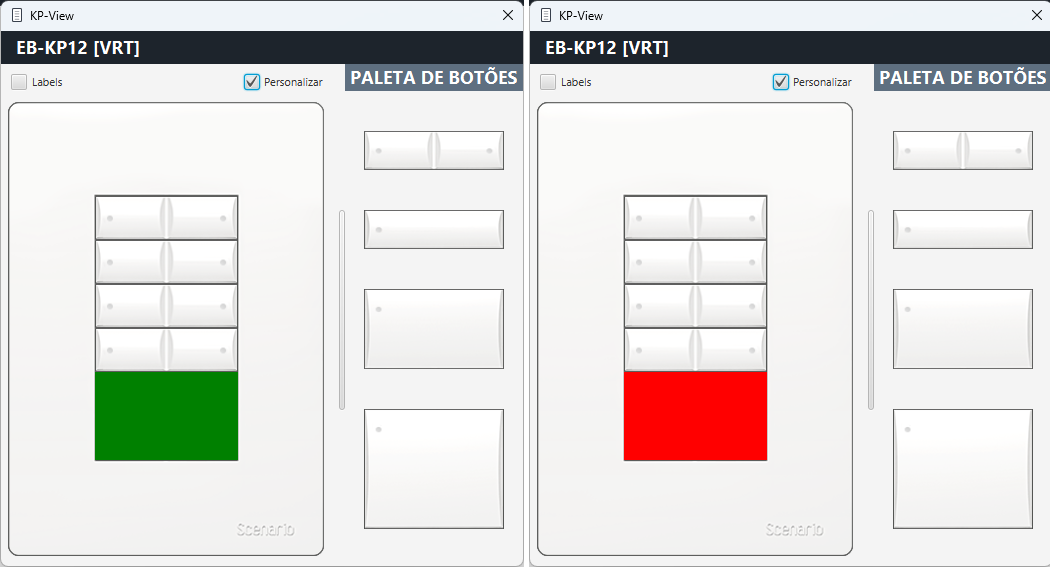 KP-View
EB-KP12 [VRT]
Labels
Personalizar
PALETA DE BOTÕES
Scenario
KP-View
EB-KP12 [VRT]
Labels
Personalizar
PALETA DE BOTÕES
Scenario